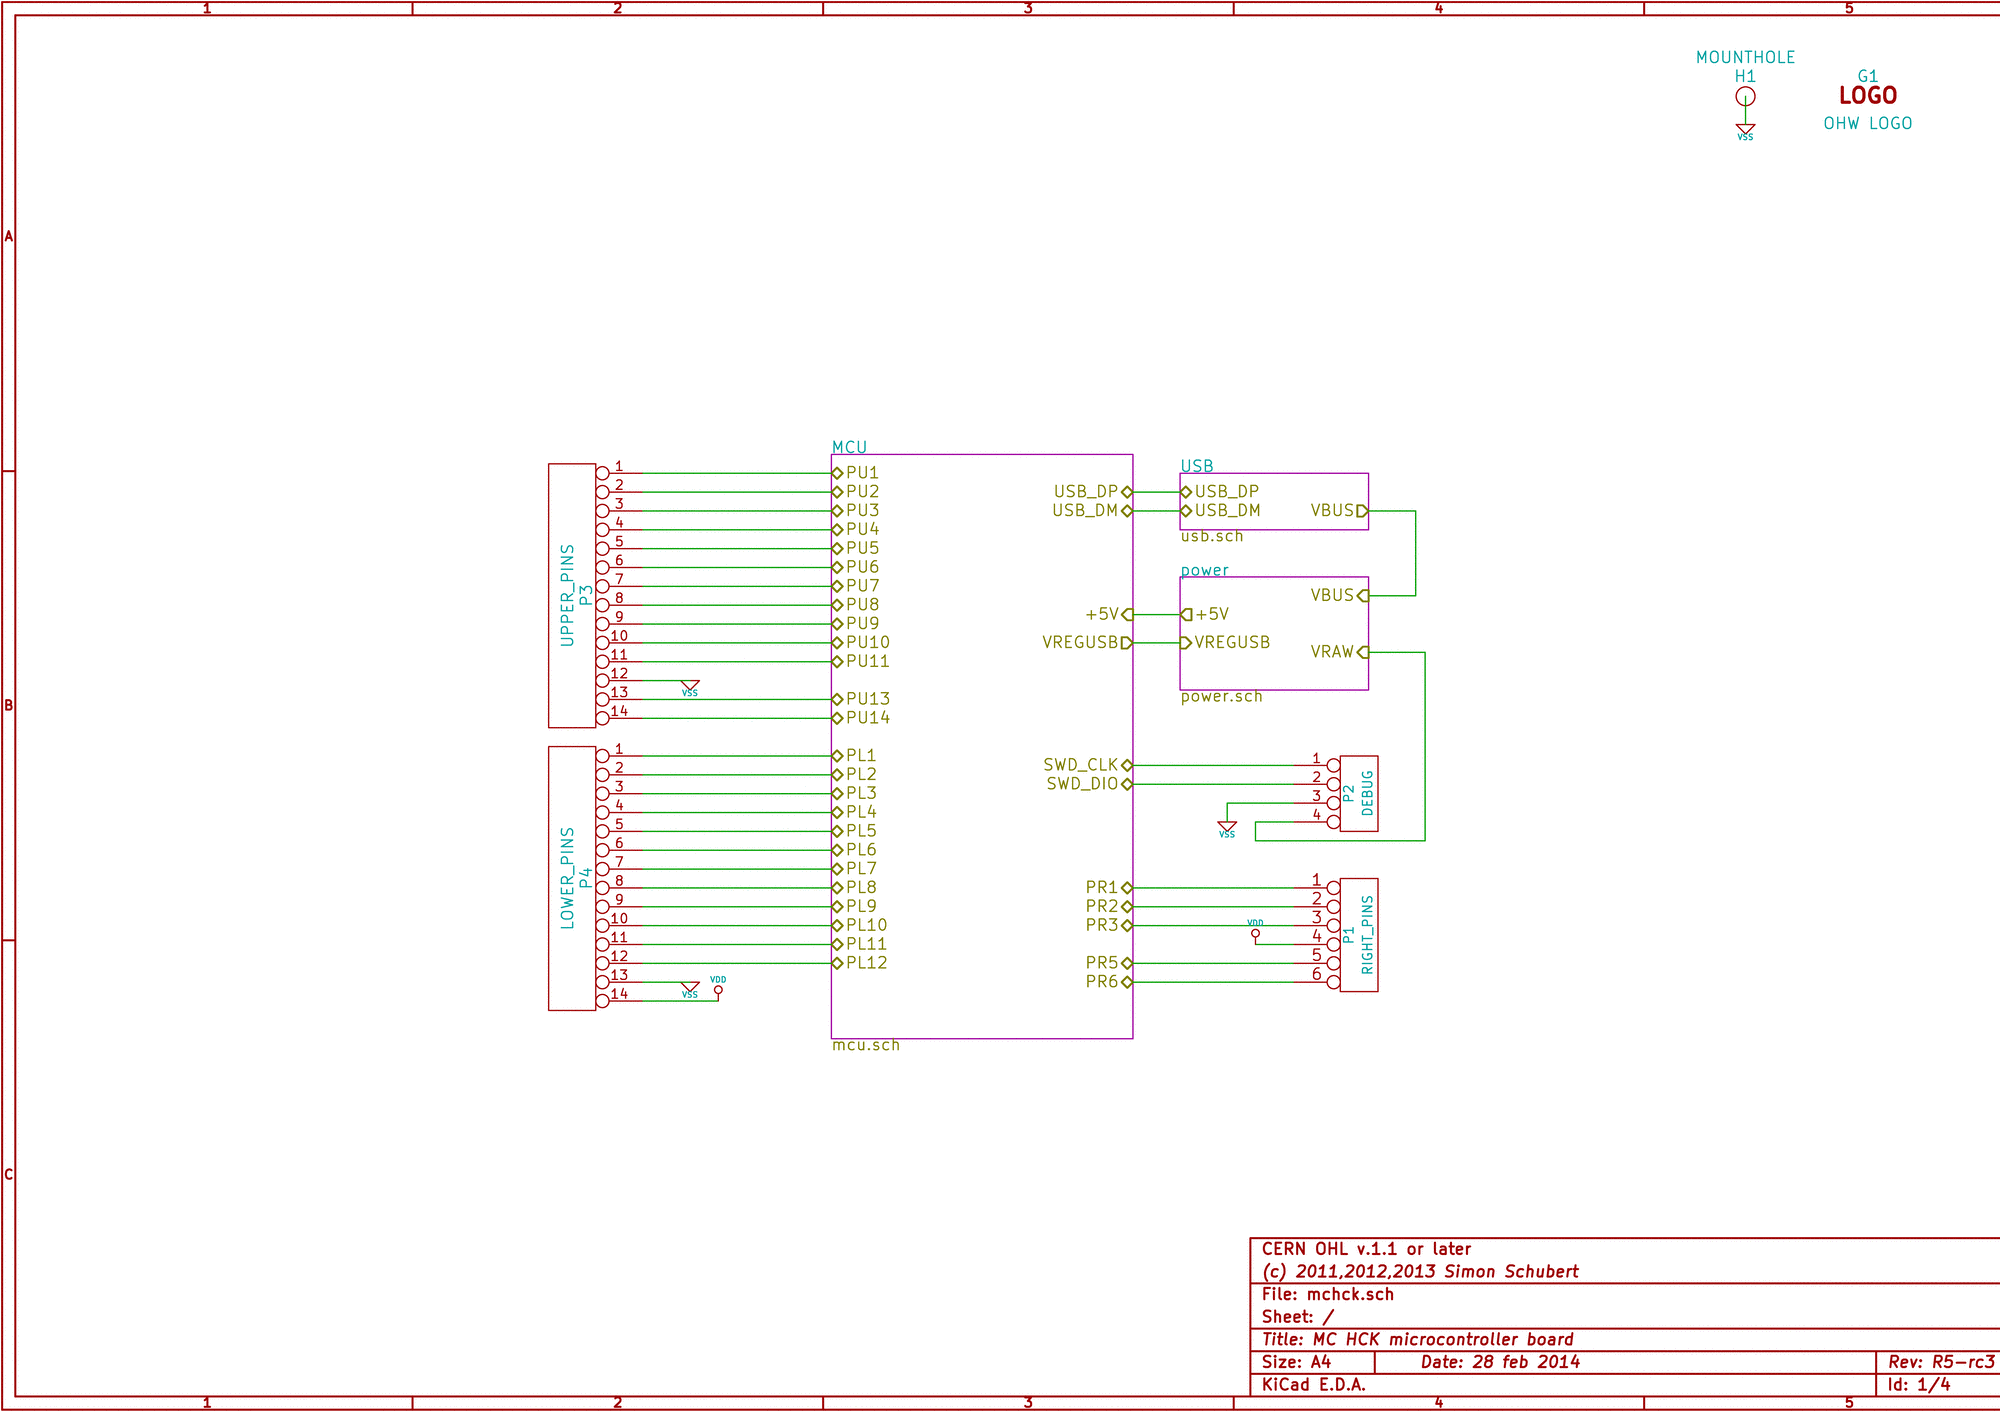 1 2 3 4 5
MOUNTHOLE
H1
VSS
G1
LOGO
OHW LOGO
A
B
C
UPPER_PINS
P3
1
2
3
4
5
6
7
8
9
10
11
12
13
14
VSS
LOWER_PINS
P4
1
2
3
4
5
6
7
8
9
10
11
12
13
14
VSS
VDD
MCU
PU1
PU2
PU3
PU4
PU5
PU6
PU7
PU8
PU9
PU10
PU11
PU13
PU14
PL1
PL2
PL3
PL4
PL5
PL6
PL7
PL8
PL9
PL10
PL11
PL12
USB_DP
USB_DM
+5V
VREGUSB
SWD_CLK
SWD_DIO
PR1
PR2
PR3
PR5
PR6
mcu.sch
USB
USB_DP
USB_DM
VBUS
usb.sch
power
VBUS
+5V
VREGUSB
VRAW
power.sch
1
2
3
4
P2
DEBUG
VSS
1
2
3
4
5
6
P1
RIGHT_PINS
VDD
CERN OHL v.1.1 or later
(c) 2011,2012,2013 Simon Schubert
File: mchck.sch
Sheet: /
Title: MC HCK microcontroller board
Size: A4 Date: 28 feb 2014 Rev: R5-rc3
KiCad E.D.A. Id: 1/4
1 2 3 4 5